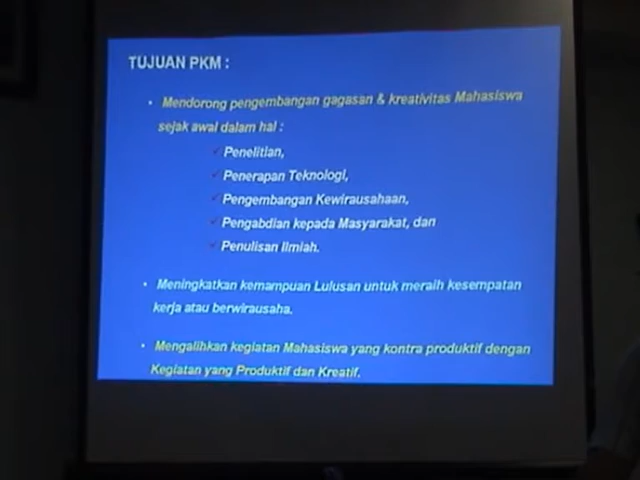 TUJUAN PKM :
• Mendorong pengembangan gagasan & kreativitas Mahasiswa
sejak awal dalam hal :
✓ Penelitian,
✓ Penerapan Teknologi,
✓ Pengembangan Kewirausahaan,
✓ Pengabdian kepada Masyarakat, dan
✓ Penulisan Ilmiah.
• Meningkatkan kemampuan Lulusan untuk meraih kesempatan
kerja atau berwirausaha.
• Mengalihkan kegiatan Mahasiswa yang kontra produktif dengan
Kegiatan yang Produktif dan Kreatif.